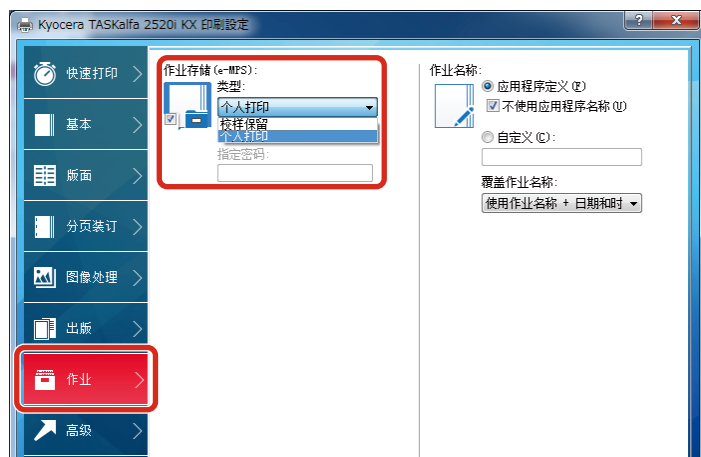 Kyocera TASKalfa 2520i KX 印刷設定
快速打印
基本
版面
分页装订
图像处理
出版
作业
高级
作业存储(e-MPS):
类型:
个人打印
校样保留
个人打印
指定密码:
作业名称:
应用程序定义(F)
不使用应用程序名称(U)
自定义(C):
覆盖作业名称:
使用作业名称 + 日期和时